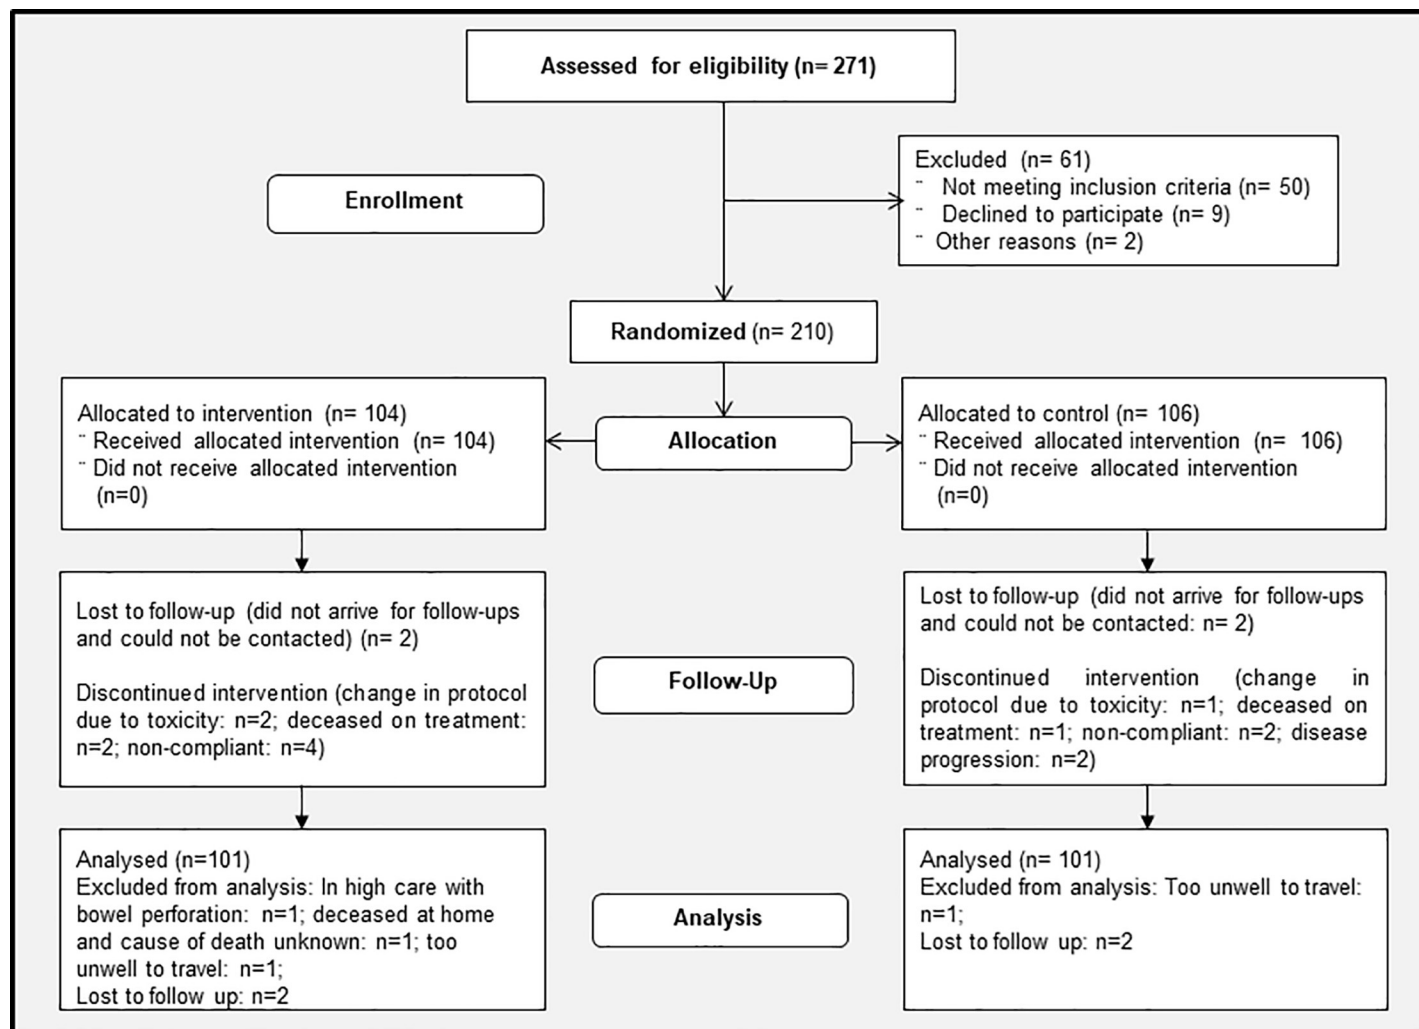 Assessed for eligibility (n= 271)
Excluded (n= 61)
¨ Not meeting inclusion criteria (n= 50)
¨ Declined to participate (n= 9)
¨ Other reasons (n= 2)
Enrollment
Randomized (n= 210)
Allocated to intervention (n= 104)
¨ Received allocated intervention (n= 104)
¨ Did not receive allocated intervention
(n=0)
Allocation
Allocated to control (n= 106)
¨ Received allocated intervention (n= 106)
¨ Did not receive allocated intervention
(n=0)
Lost to follow-up (did not arrive for follow-ups
and could not be contacted) (n= 2)
Discontinued intervention (change in protocol
due to toxicity: n=2; deceased on treatment:
n=2; non-compliant: n=4)
Follow-Up
Lost to follow-up (did not arrive for follow-ups
and could not be contacted: n= 2)
Discontinued intervention (change in
protocol due to toxicity: n=1; deceased on
treatment: n=1; non-compliant: n=2; disease
progression: n=2)
Analysed (n=101)
Excluded from analysis: In high care with
bowel perforation: n=1; deceased at home
and cause of death unknown: n=1; too
unwell to travel: n=1;
Lost to follow up: n=2
Analysis
Analysed (n= 101)
Excluded from analysis: Too unwell to travel:
n=1;
Lost to follow up: n=2